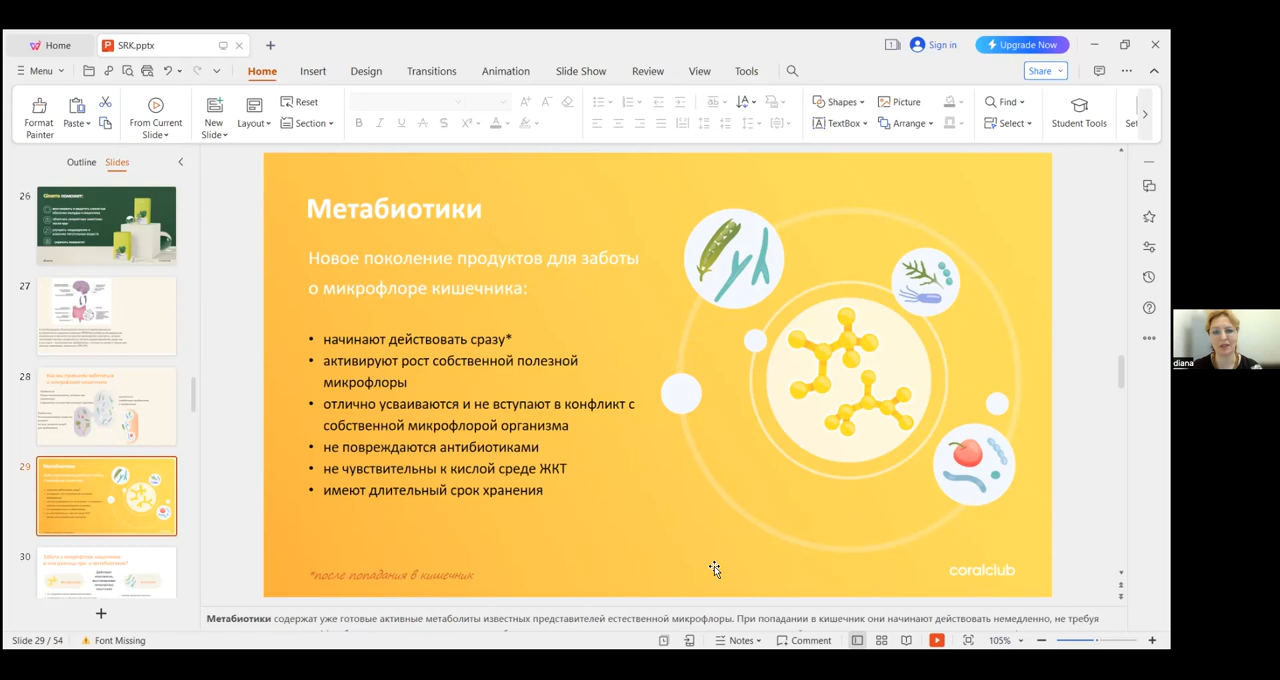 Home
SRK.pptx
1
Sign in
Upgrade Now
Menu
Home
Insert
Design
Transitions
Animation
Slide Show
Review
View
Tools
Share
Format
Painter
Paste
From Current
Slide
New
Slide
Layout
Reset
Section
Shapes
Picture
TextBox
Arrange
Find
Select
Student Tools
Set
Outline
Slides
26
27
28
29
30
Метабиотики
Новое поколение продуктов для заботы
о микрофлоре кишечника:
• начинают действовать сразу*
• активируют рост собственной полезной
микрофлоры
• отлично усваиваются и не вступают в конфликт с
собственной микрофлорой организма
• не повреждаются антибиотиками
• не чувствительны к кислой среде ЖКТ
• имеют длительный срок хранения
*после попадания в кишечник
coralclub
diana
Метабиотики содержат уже готовые активные метаболиты известных представителей естественной микрофлоры. При попадании в кишечник они начинают действовать немедленно, не требуя
Slide 29 / 54
Font Missing
Notes
Comment
105%